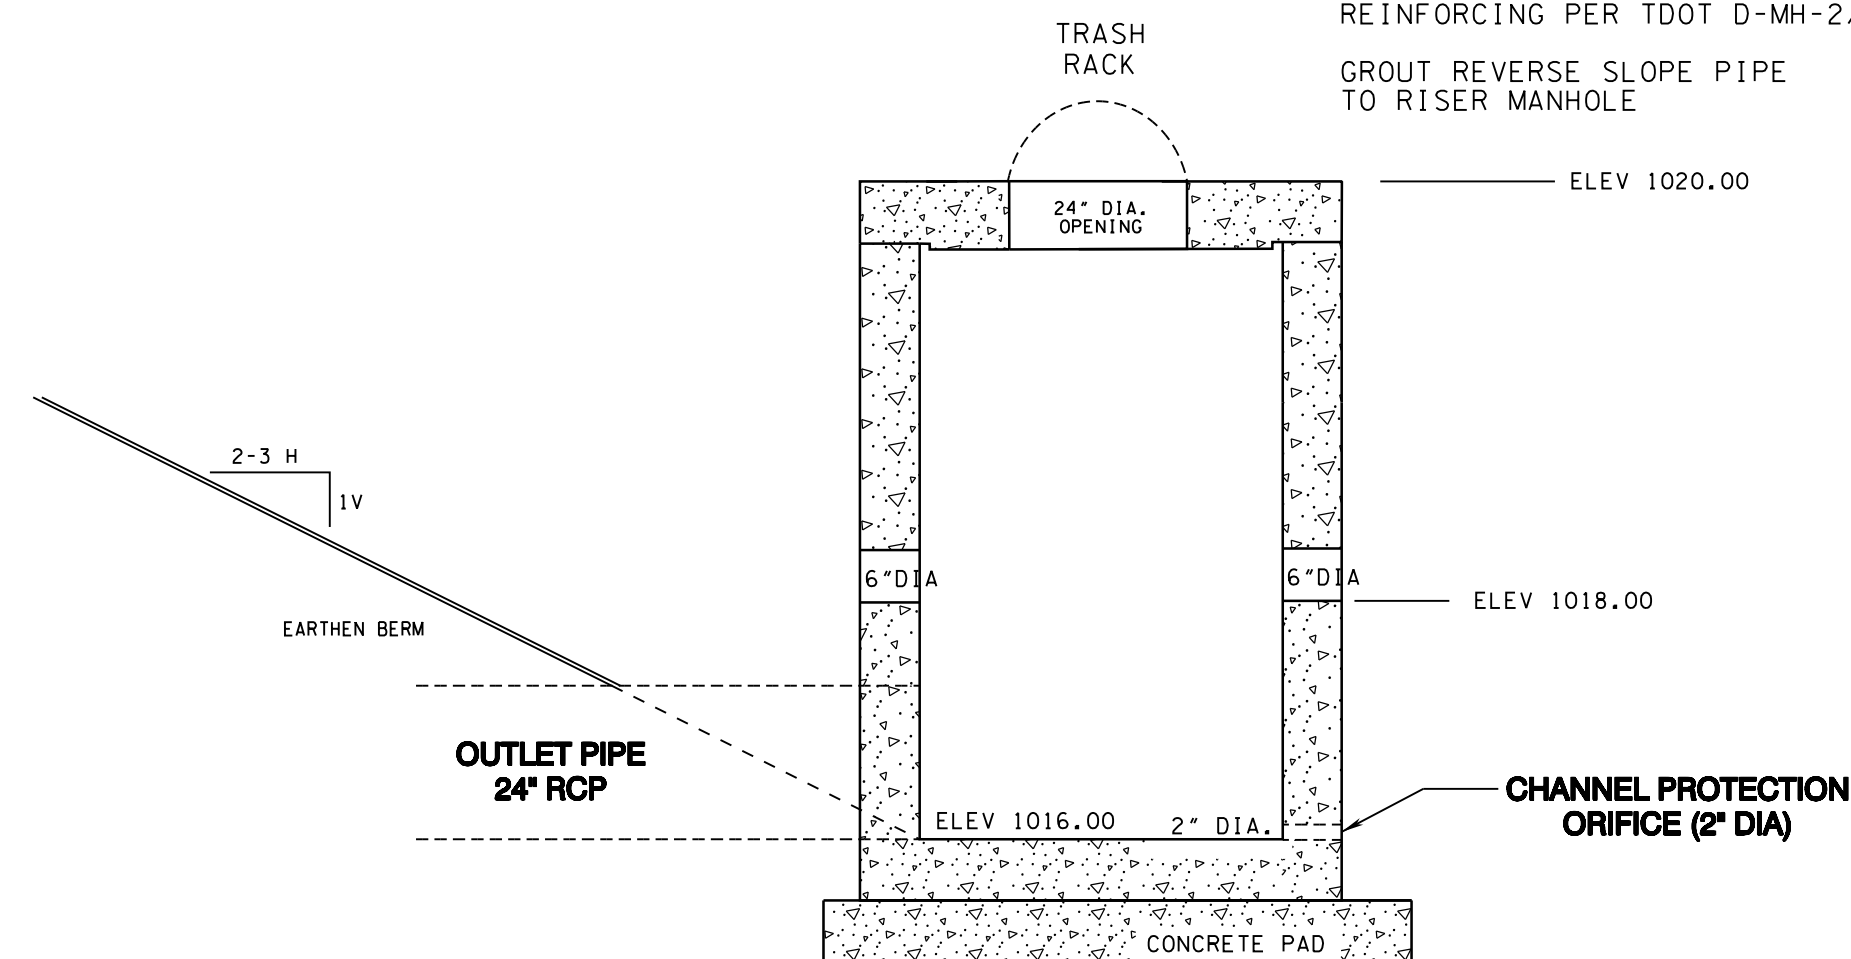 REINFORCING PER TDOT D-MH-2,
GROUT REVERSE SLOPE PIPE
TO RISER MANHOLE
TRASH
RACK
ELEV 1020.00
24" DIA.
OPENING
2-3 H
1V
6"DIA
6"DIA
ELEV 1018.00
EARTHEN BERM
OUTLET PIPE
24" RCP
ELEV 1016.00
2" DIA.
CHANNEL PROTECTION
ORIFICE (2" DIA)
CONCRETE PAD